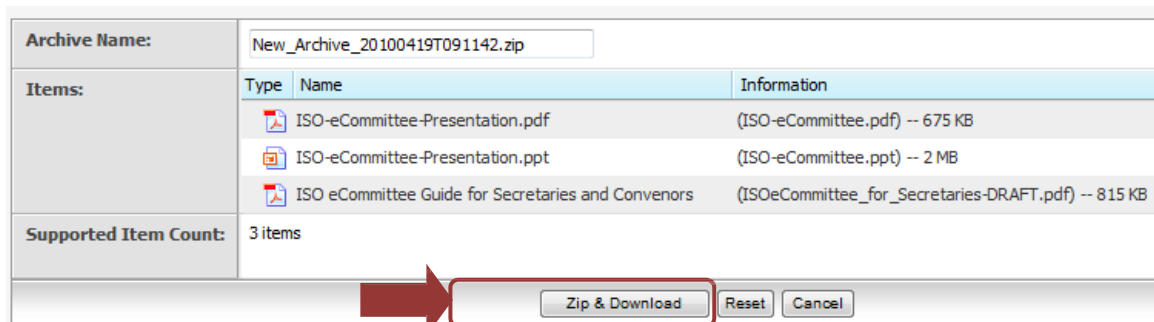 Archive Name: New_Archive_20100419T091142.zip
Items: Type Name Information
ISO-eCommittee-Presentation.pdf (ISO-eCommittee.pdf) -- 675 KB
ISO-eCommittee-Presentation.ppt (ISO-eCommittee.ppt) -- 2 MB
ISO eCommittee Guide for Secretaries and Convenors (ISOeCommittee_for_Secretaries-DRAFT.pdf) -- 815 KB
Supported Item Count: 3 items
Zip & Download Reset Cancel